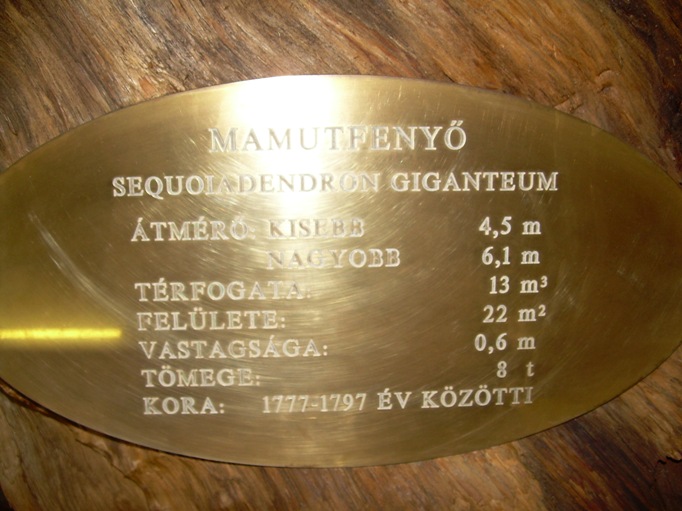 MAMUTFENYŐ
SEQUOIADENDRON GIGANTEUM
ÁTMÉRŐ: KISEBB 4,5 m
NAGYOBB 6,1 m
TÉRFOGATA: 13 m³
FELÜLETE: 22 m²
VASTAGSÁGA: 0,6 m
TÖMEGE: 8 t
KORA: 1777-1797 ÉV KÖZÖTTI